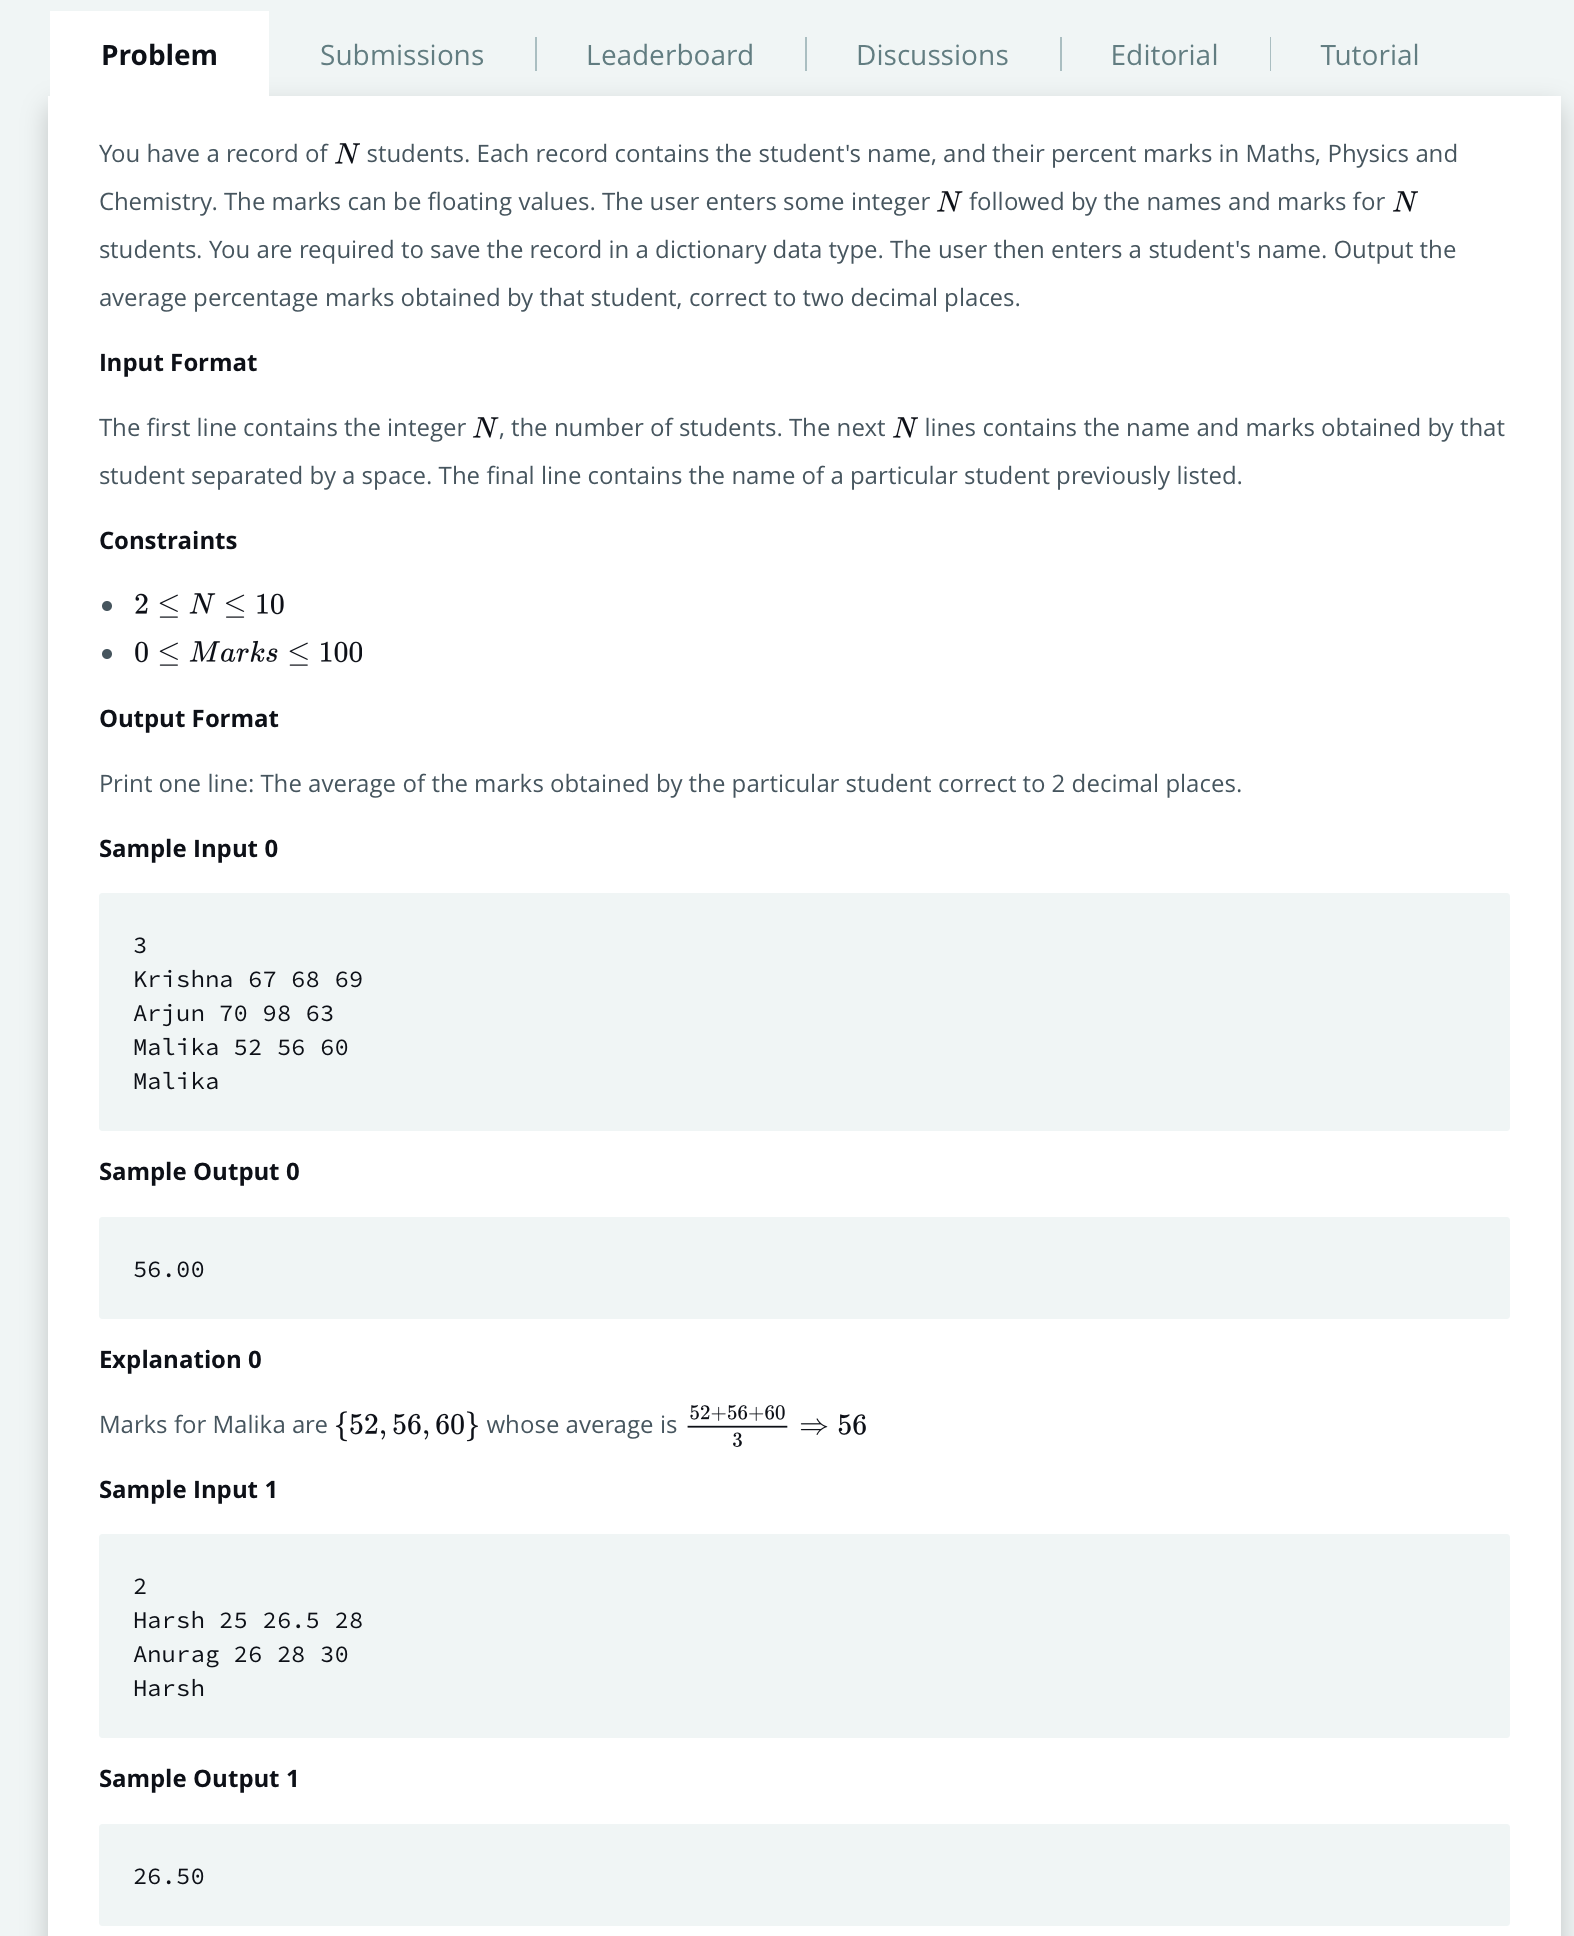 Problem
Submissions
Leaderboard
Discussions
Editorial
Tutorial
You have a record of N students. Each record contains the student's name, and their percent marks in Maths, Physics and
Chemistry. The marks can be floating values. The user enters some integer N followed by the names and marks for N
students. You are required to save the record in a dictionary data type. The user then enters a student's name. Output the
average percentage marks obtained by that student, correct to two decimal places.
Input Format
The first line contains the integer N, the number of students. The next N lines contains the name and marks obtained by that
student separated by a space. The final line contains the name of a particular student previously listed.
Constraints
• 2 ≤ N ≤ 10
• 0 ≤ Marks ≤ 100
Output Format
Print one line: The average of the marks obtained by the particular student correct to 2 decimal places.
Sample Input 0
3
Krishna 67 68 69
Arjun 70 98 63
Malika 52 56 60
Malika
Sample Output 0
56.00
Explanation 0
Marks for Malika are {52, 56, 60} whose average is 52+56+60/3 ⇒ 56
Sample Input 1
2
Harsh 25 26.5 28
Anurag 26 28 30
Harsh
Sample Output 1
26.50